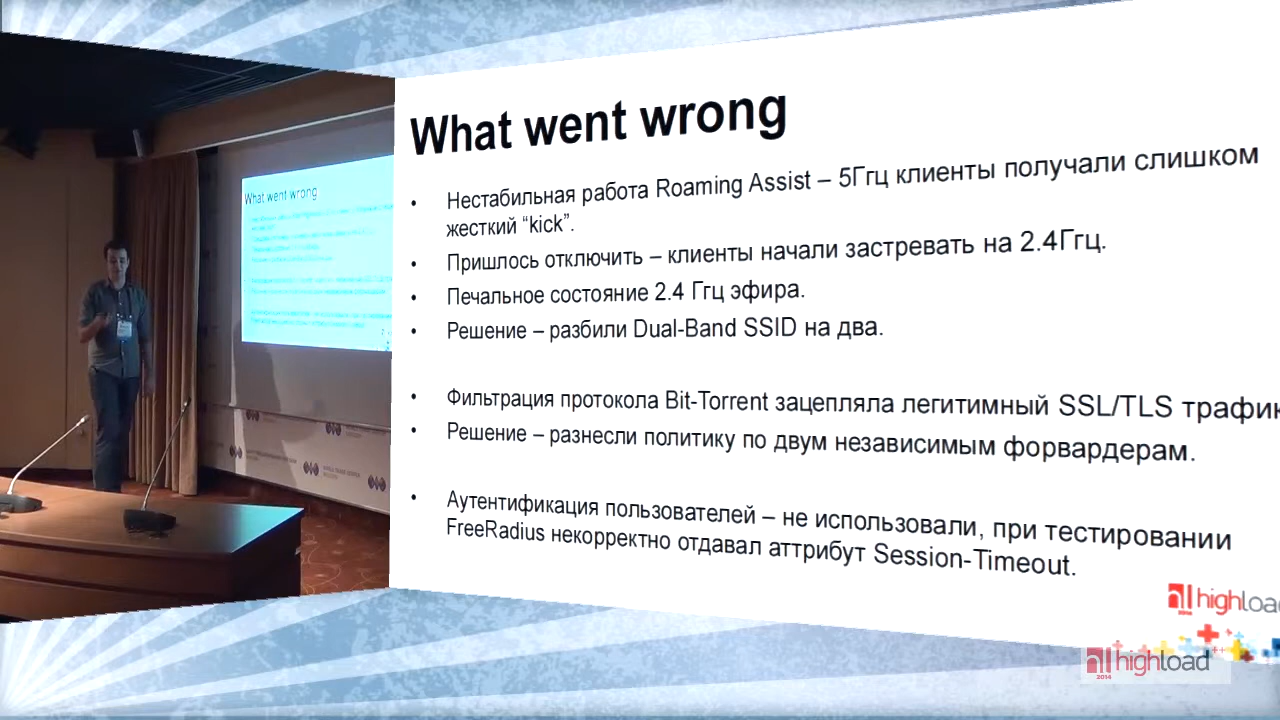 What went wrong
What went wrong
• Нестабильная работа Roaming Assist – 5Ггц клиенты получали слишком
жесткий “kick”.
• Пришлось отключить – клиенты начали застревать на 2.4Ггц.
• Печальное состояние 2.4 Ггц эфира.
• Решение – разбили Dual-Band SSID на два.
• Фильтрация протокола Bit-Torrent зацепляла легитимный SSL/TLS трафик
• Решение – разнесли политику по двум независимым форвардерам.
• Аутентификация пользователей – не использовали, при тестировании
FreeRadius некорректно отдавал аттрибут Session-Timeout.
highload
2014
highload